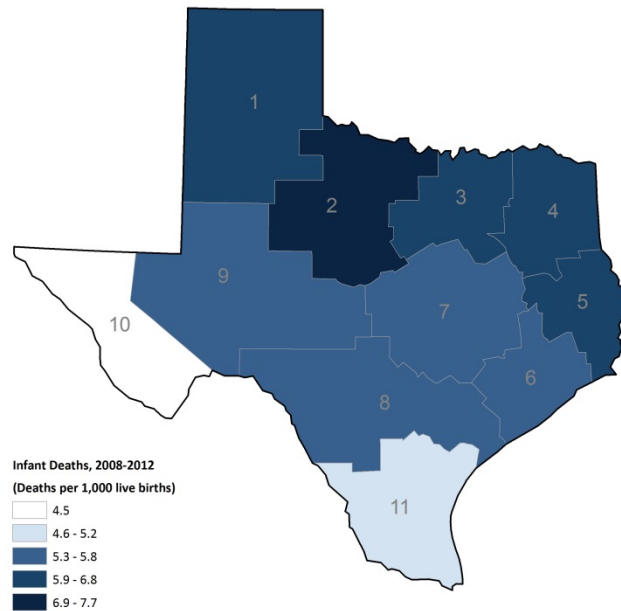 1
2
3
4
5
6
7
8
9
10
11
Infant Deaths, 2008-2012
(Deaths per 1,000 live births)
4.5
4.6 - 5.2
5.3 - 5.8
5.9 - 6.8
6.9 - 7.7